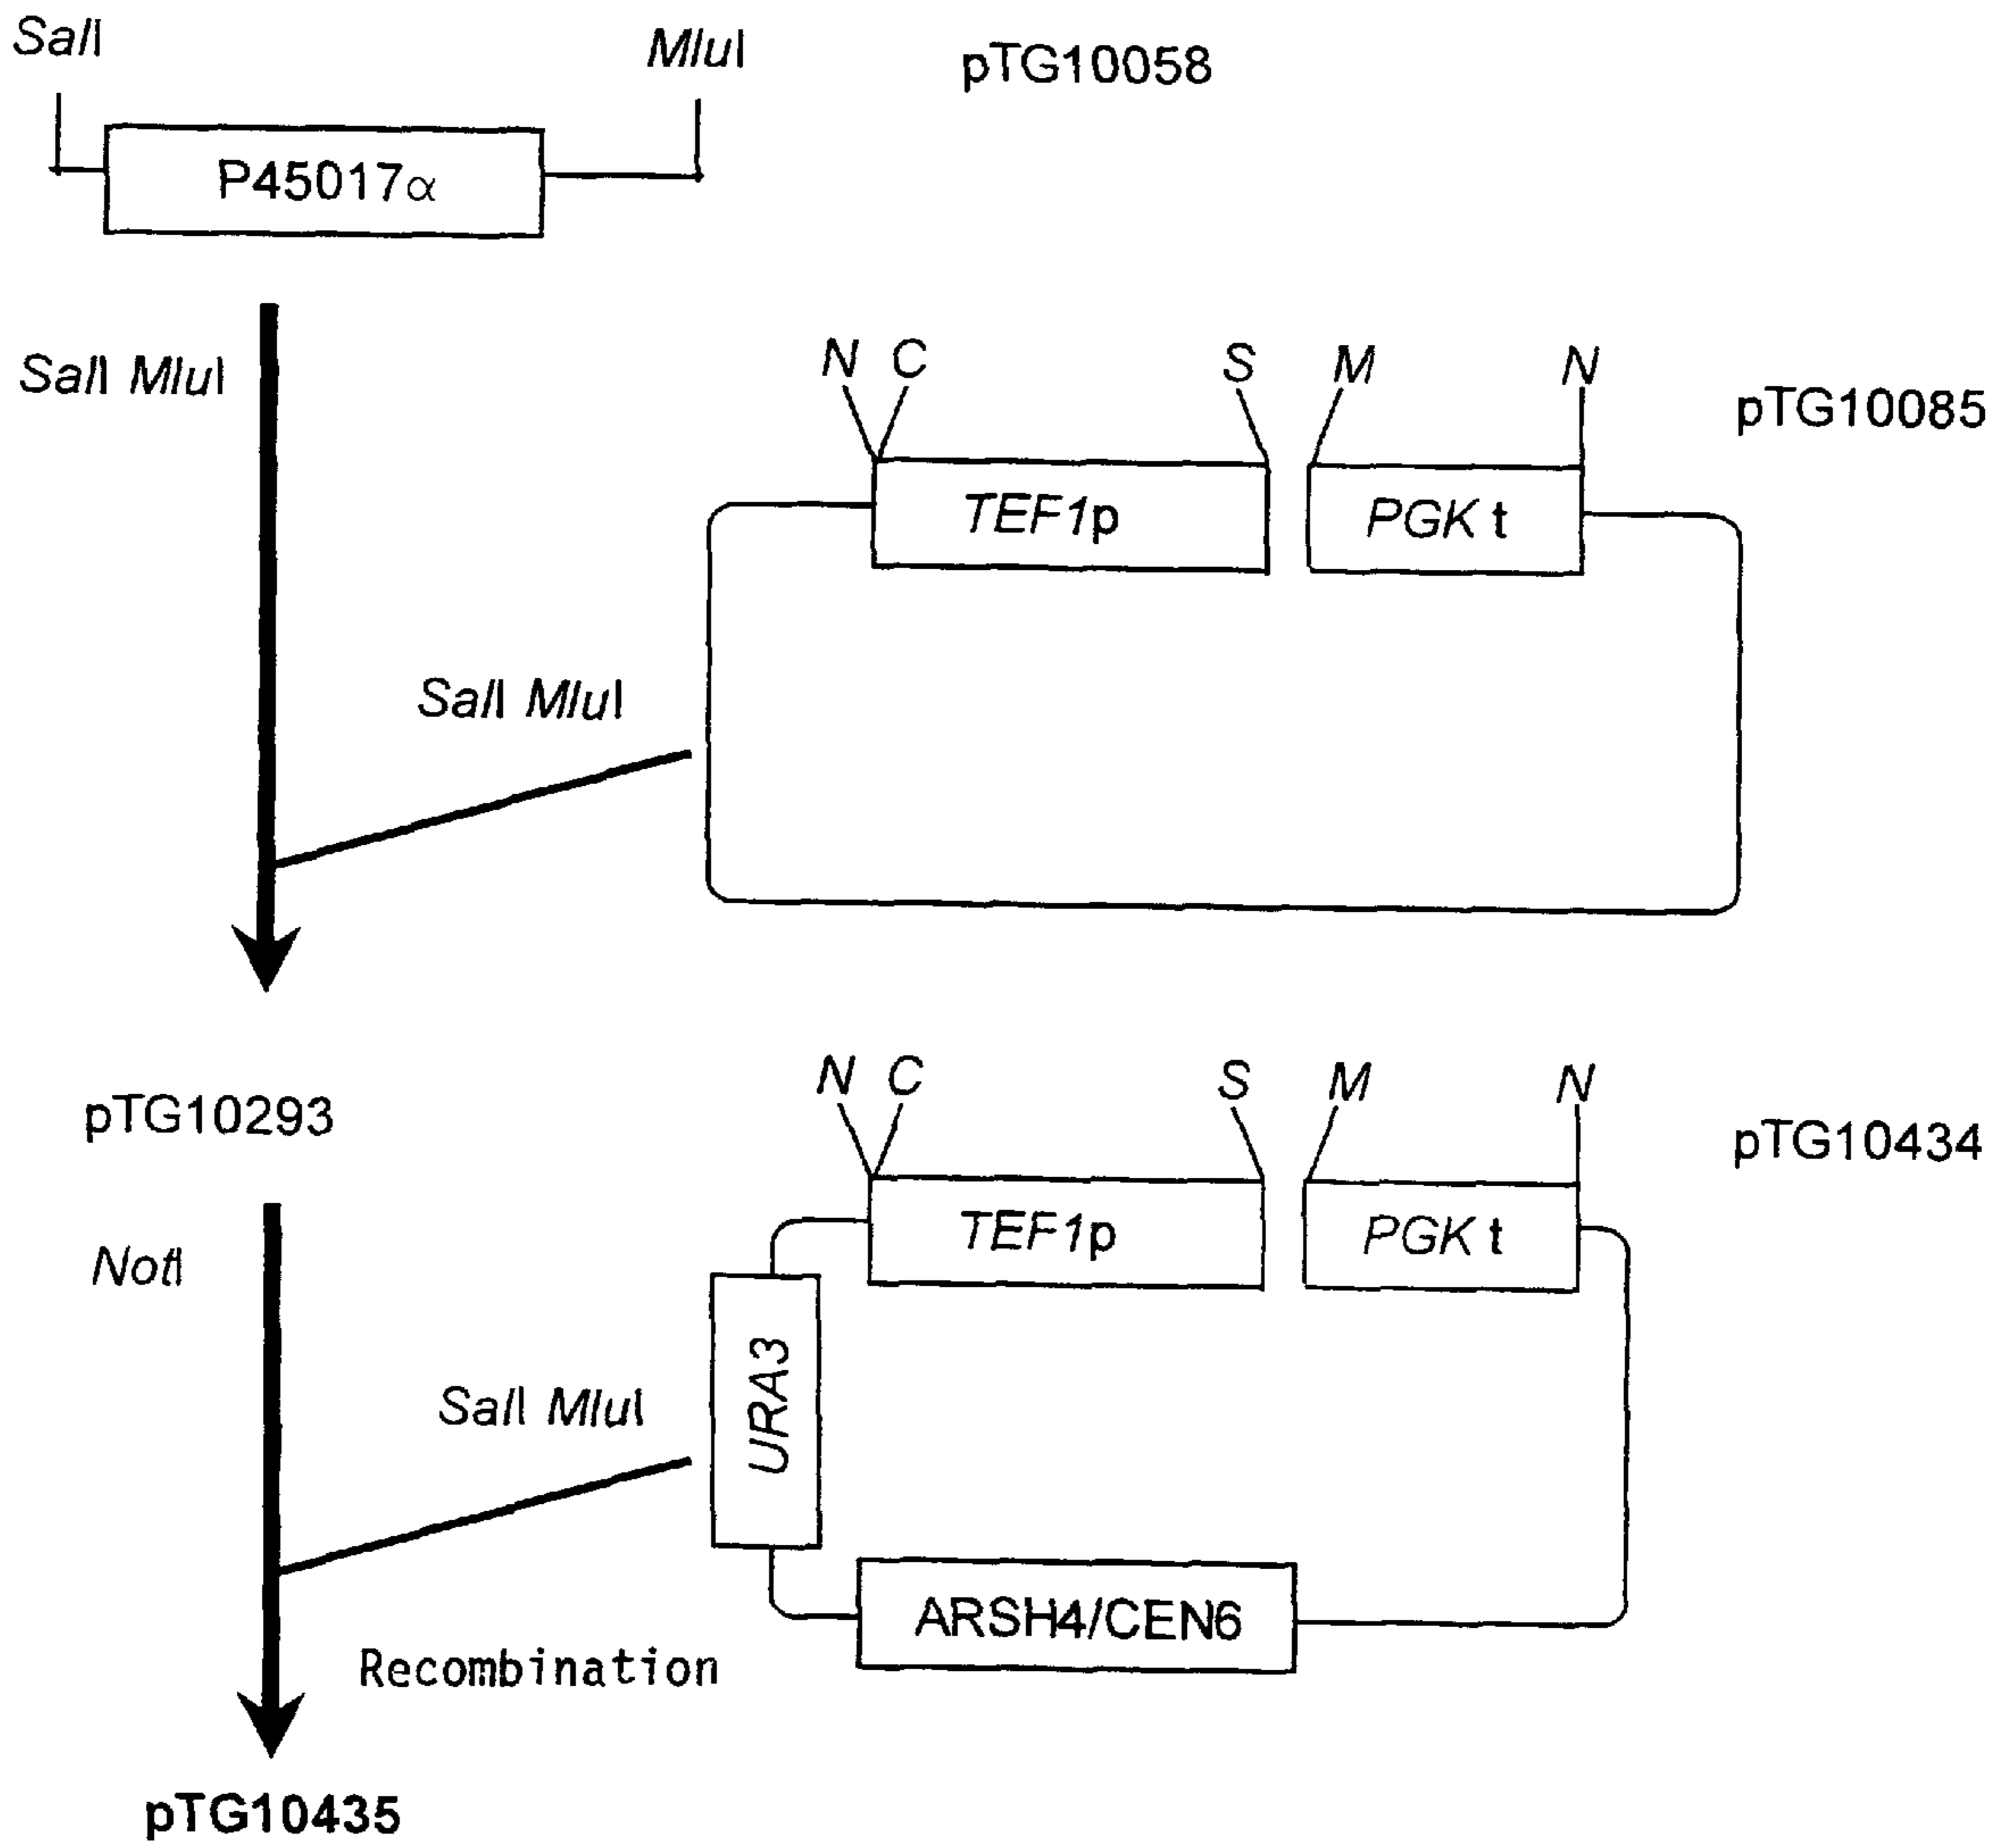 SalI
MluI
pTG10058
P45017α
SalI MluI
N C S M N
pTG10085
TEF1p
PGK t
SalI MluI
pTG10293
N C S M N
pTG10434
NotI
TEF1p
PGK t
URA3
SalI MluI
ARSH4/CEN6
Recombination
pTG10435